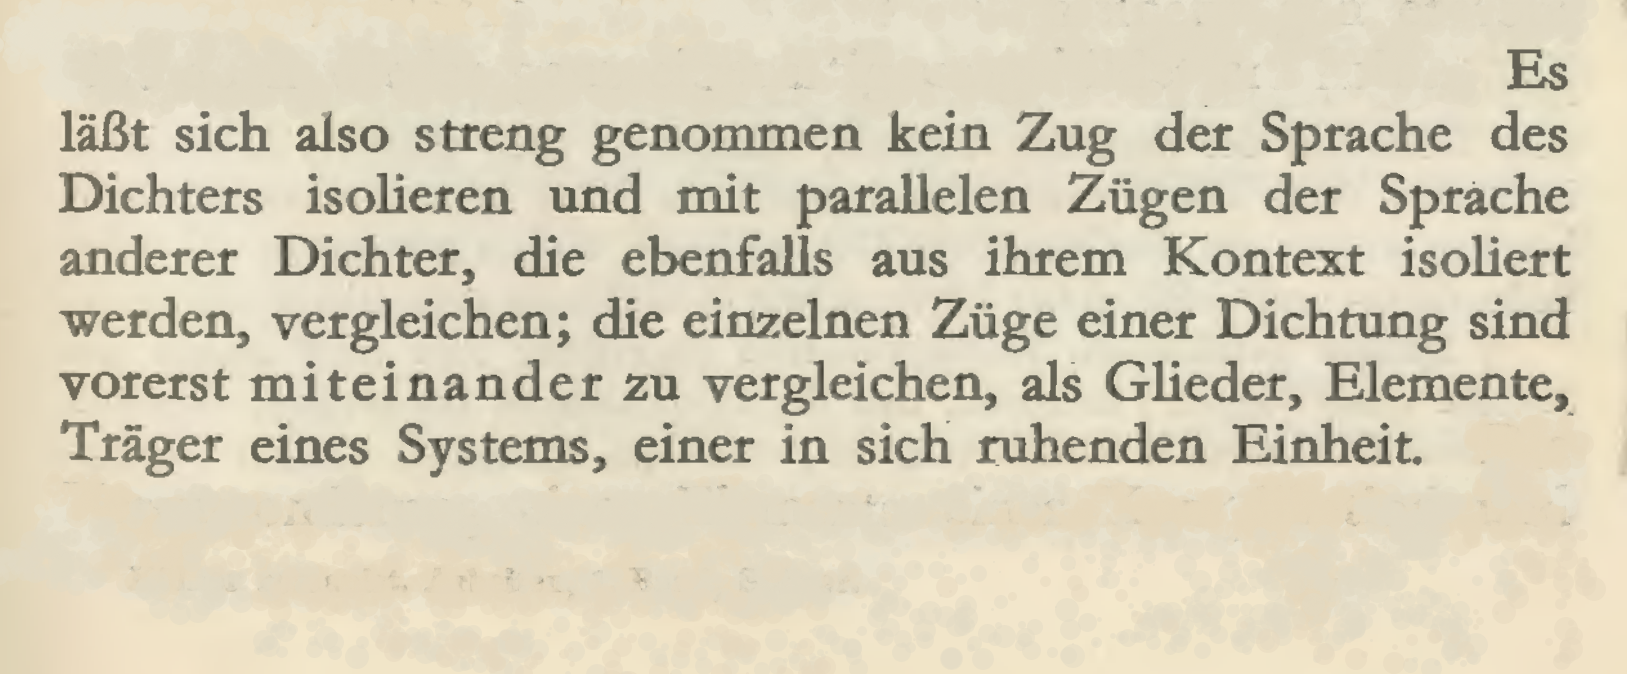 Es
läßt sich also streng genommen kein Zug der Sprache des
Dichters isolieren und mit parallelen Zügen der Sprache
anderer Dichter, die ebenfalls aus ihrem Kontext isoliert
werden, vergleichen; die einzelnen Züge einer Dichtung sind
vorerst miteinander zu vergleichen, als Glieder, Elemente,
Träger eines Systems, einer in sich ruhenden Einheit.